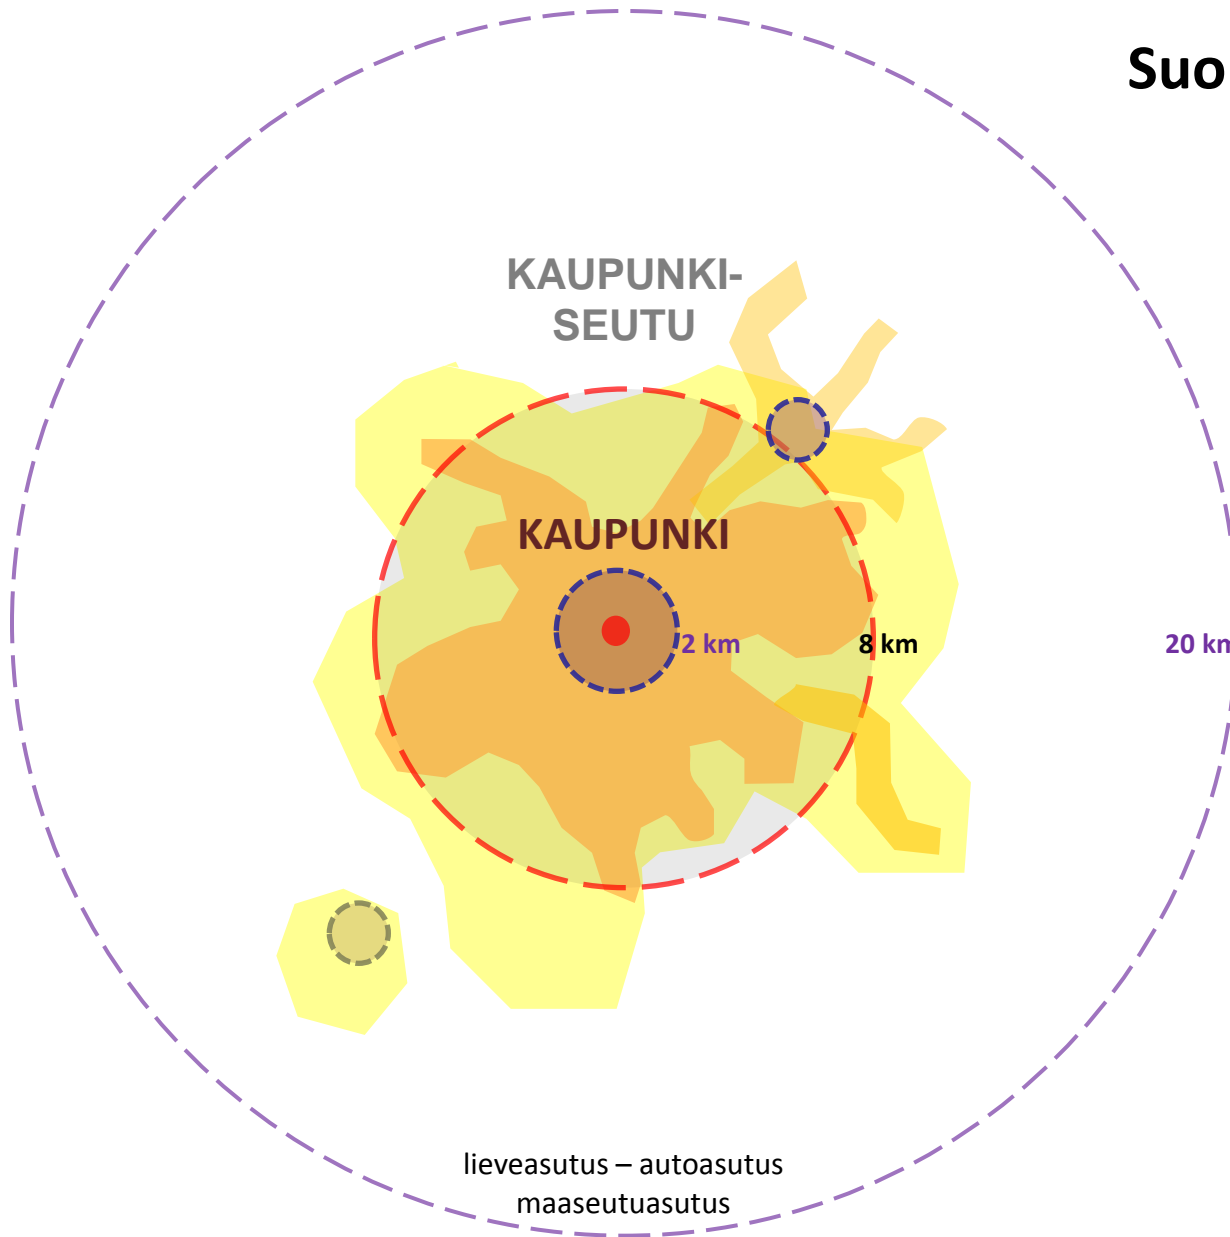 Suo
KAUPUNKI-
SEUTU
KAUPUNKI
2 km 8 km 20 km
lieveasutus – autoasutus
maaseutuasutus